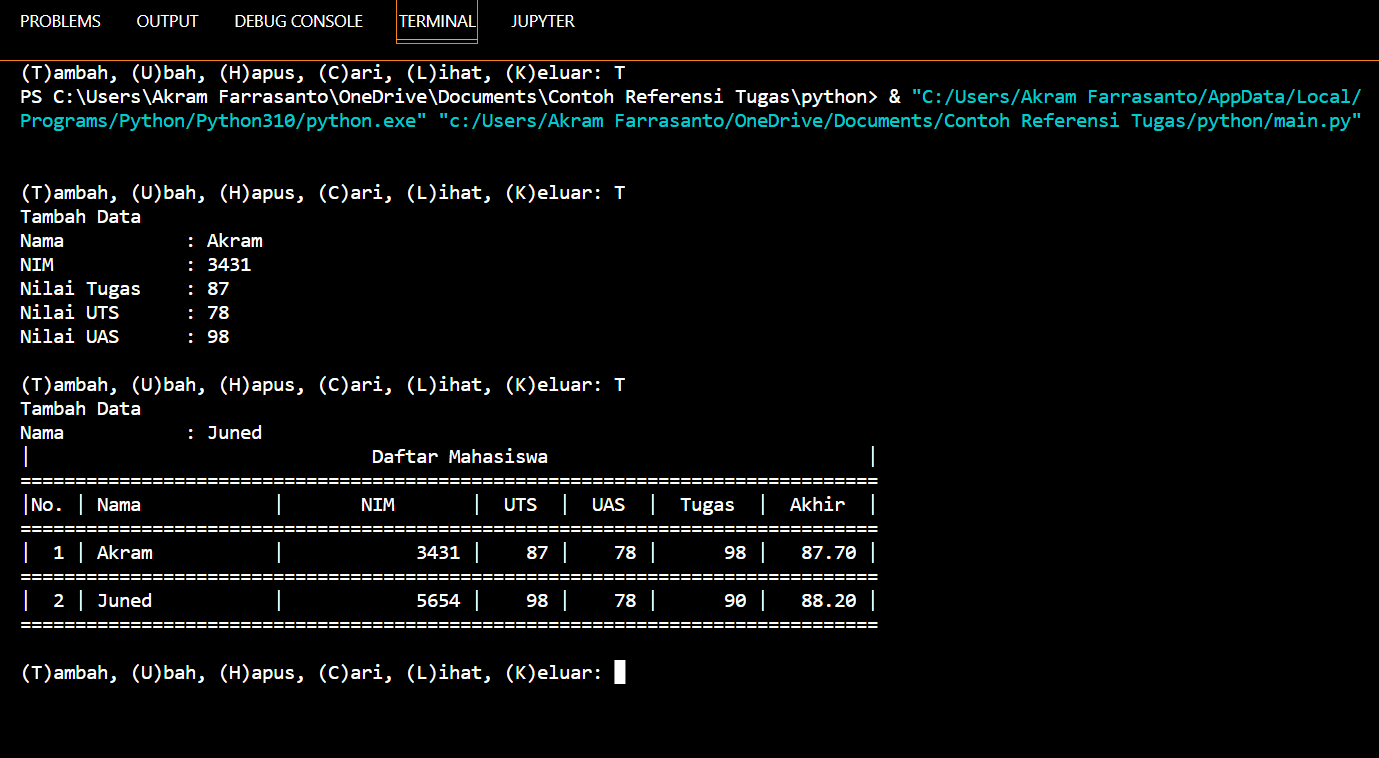 PROBLEMS OUTPUT DEBUG CONSOLE TERMINAL JUPYTER
(T)ambah, (U)bah, (H)apus, (C)ari, (L)ihat, (K)eluar: T
PS C:\Users\Akram Farrasanto\OneDrive\Documents\Contoh Referensi Tugas\python> & "C:/Users/Akram Farrasanto/AppData/Local/
Programs/Python/Python310/python.exe" "c:/Users/Akram Farrasanto/OneDrive/Documents/Contoh Referensi Tugas/python/main.py"
(T)ambah, (U)bah, (H)apus, (C)ari, (L)ihat, (K)eluar: T
Tambah Data
Nama : Akram
NIM : 3431
Nilai Tugas : 87
Nilai UTS : 78
Nilai UAS : 98
(T)ambah, (U)bah, (H)apus, (C)ari, (L)ihat, (K)eluar: T
Tambah Data
Nama : Juned
| Daftar Mahasiswa |
==============================================================================
|No. | Nama | NIM | UTS | UAS | Tugas | Akhir |
==============================================================================
| 1 | Akram | 3431 | 87 | 78 | 98 | 87.70 |
==============================================================================
| 2 | Juned | 5654 | 98 | 78 | 90 | 88.20 |
==============================================================================
(T)ambah, (U)bah, (H)apus, (C)ari, (L)ihat, (K)eluar: